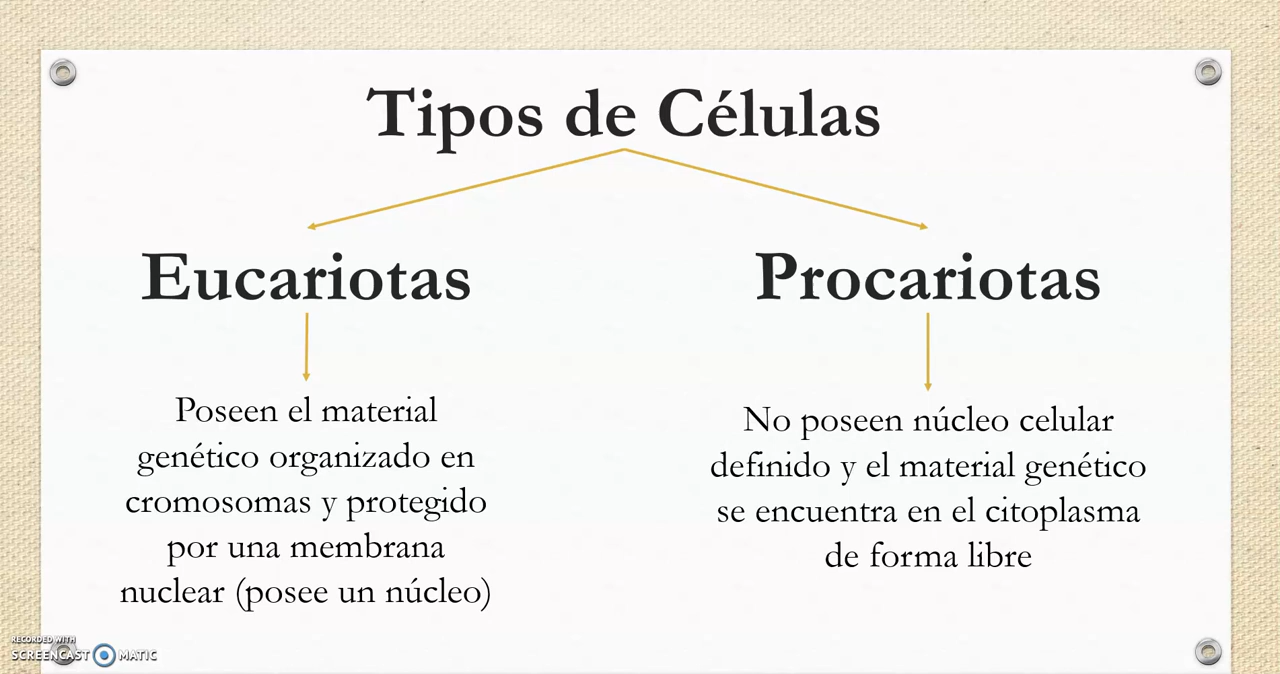 Tipos de Células
Eucariotas
Procariotas
Poseen el material
genético organizado en
cromosomas y protegido
por una membrana
nuclear (posee un núcleo)
No poseen núcleo celular
definido y el material genético
se encuentra en el citoplasma
de forma libre
RECORDED WITH
SCREENCAST MATIC